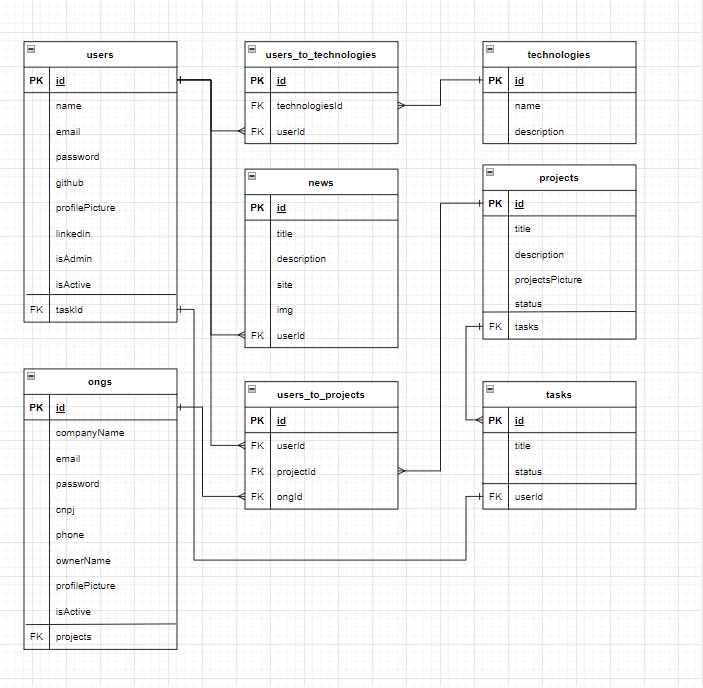 users
PK id
name
email
password
github
profilePicture
linkedin
isAdmin
isActive
FK taskId
users_to_technologies
PK id
FK technologiesId
FK userId
technologies
PK id
name
description
news
PK id
title
description
site
img
FK userId
projects
PK id
title
description
projectsPicture
status
FK tasks
ongs
PK id
companyName
email
password
cnpj
phone
ownerName
profilePicture
isActive
FK projects
users_to_projects
PK id
FK userId
FK projectId
FK ongId
tasks
PK id
title
status
FK userId